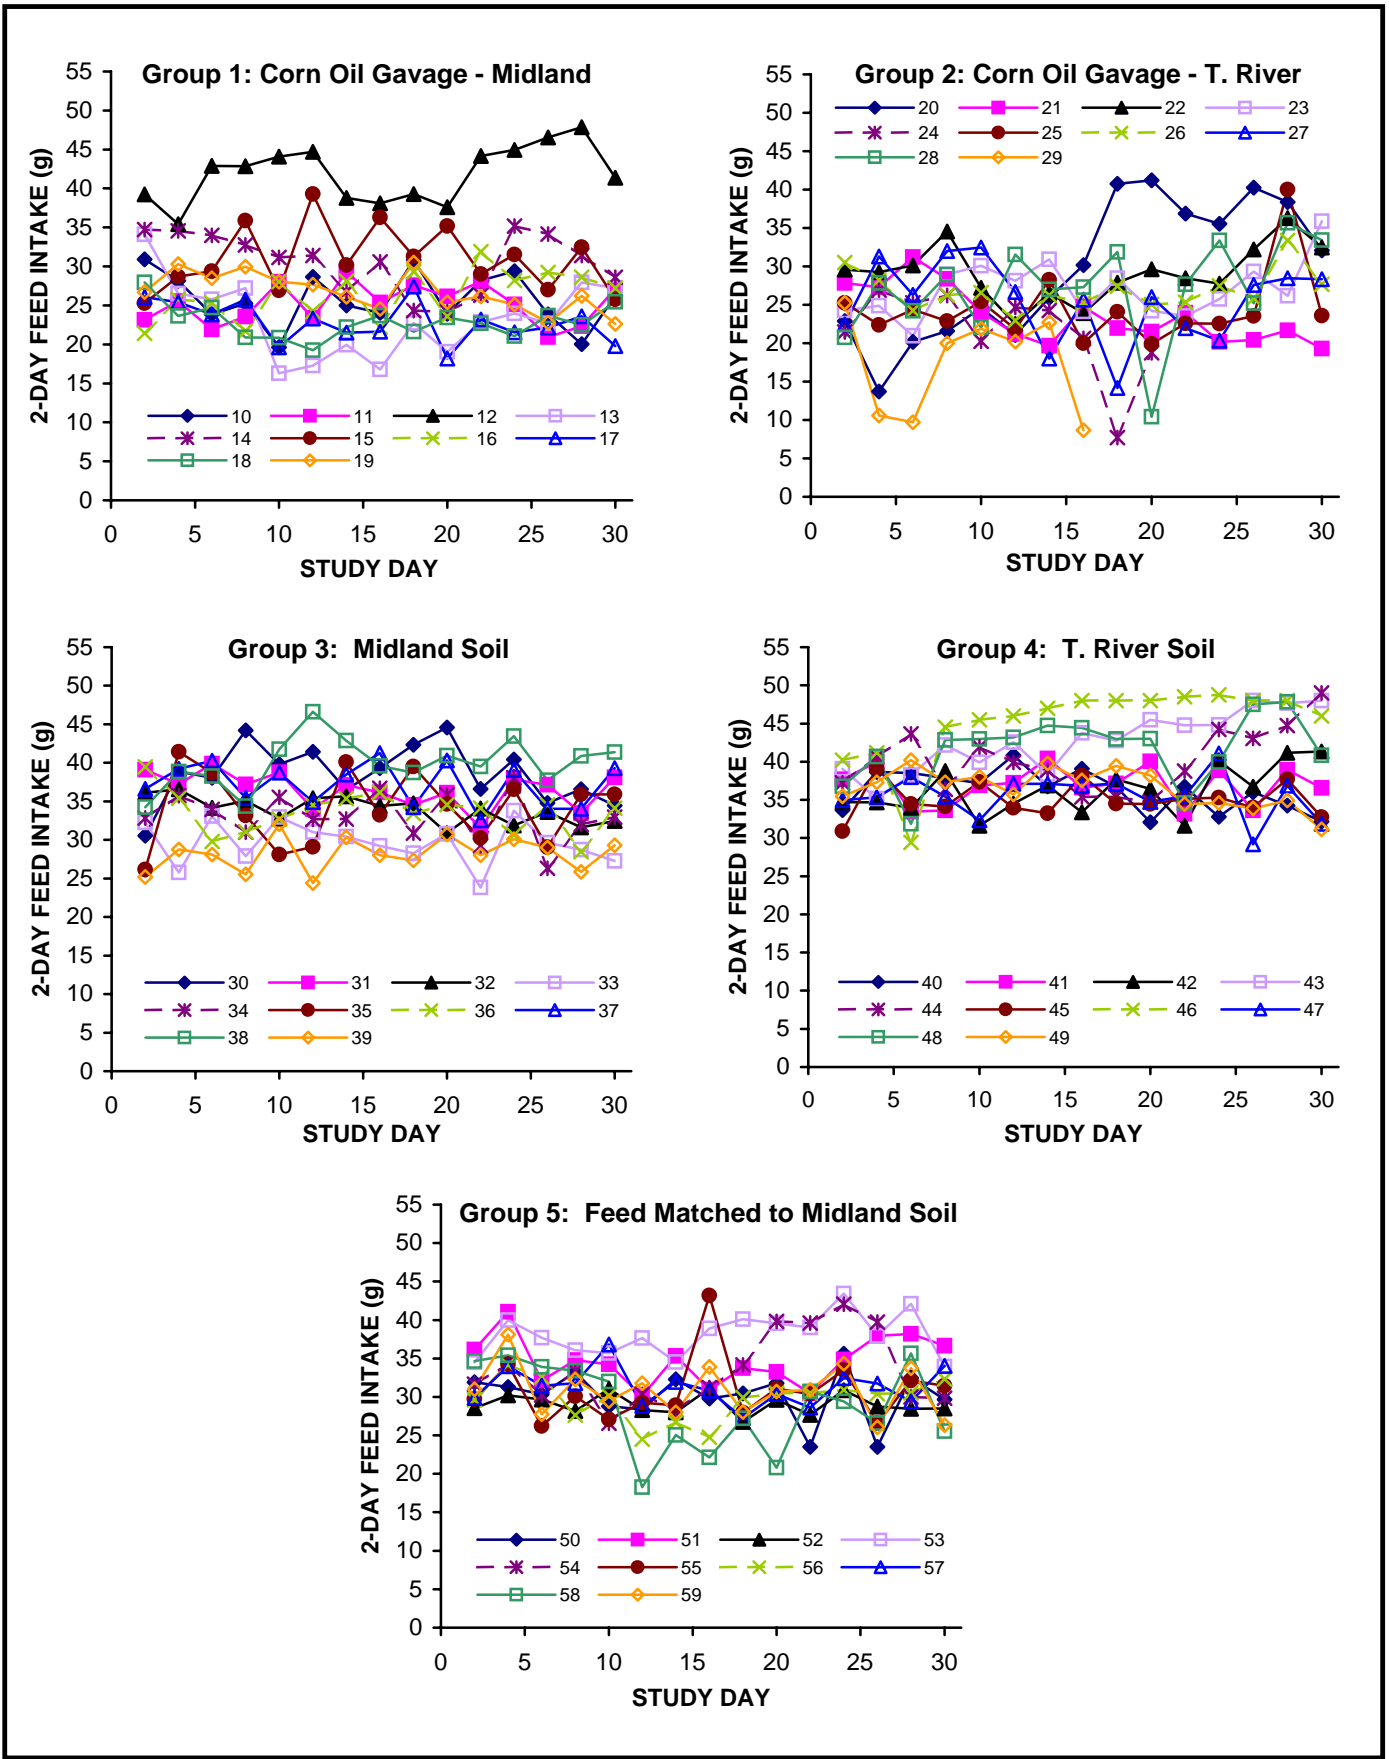 Group 1: Corn Oil Gavage - Midland
2-DAY FEED INTAKE (g)
55
50
45
40
35
30
25
20
15
10
5
0
10 11 12 13
14 15 16 17
18 19
0 5 10 15 20 25 30
STUDY DAY
Group 2: Corn Oil Gavage - T. River
2-DAY FEED INTAKE (g)
55
50
45
40
35
30
25
20
15
10
5
0
20 21 22 23
24 25 26 27
28 29
0 5 10 15 20 25 30
STUDY DAY
Group 3: Midland Soil
2-DAY FEED INTAKE (g)
55
50
45
40
35
30
25
20
15
10
5
0
30 31 32 33
34 35 36 37
38 39
0 5 10 15 20 25 30
STUDY DAY
Group 4: T. River Soil
2-DAY FEED INTAKE (g)
55
50
45
40
35
30
25
20
15
10
5
0
40 41 42 43
44 45 46 47
48 49
0 5 10 15 20 25 30
STUDY DAY
Group 5: Feed Matched to Midland Soil
2-DAY FEED INTAKE (g)
55
50
45
40
35
30
25
20
15
10
5
0
50 51 52 53
54 55 56 57
58 59
0 5 10 15 20 25 30
STUDY DAY